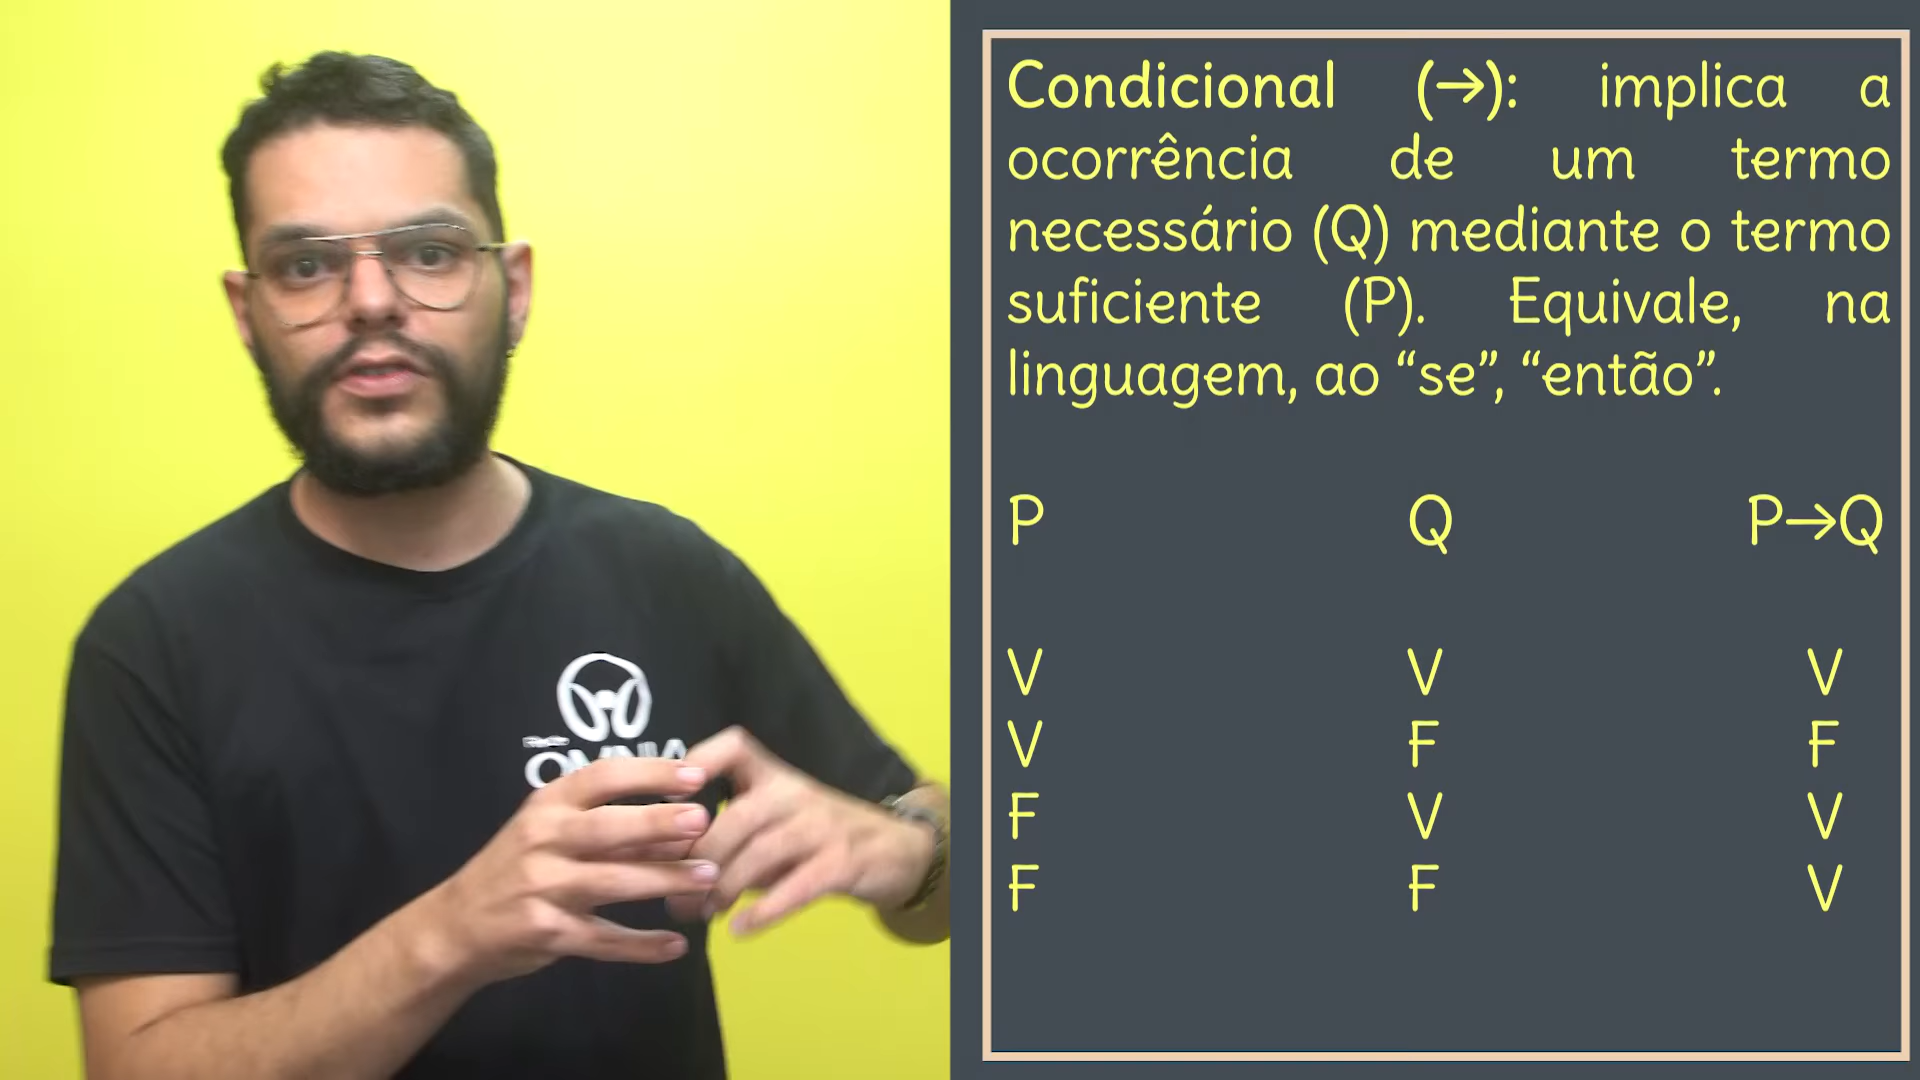 Condicional (→): implica a
ocorrência de um termo
necessário (Q) mediante o termo
suficiente (P). Equivale, na
linguagem, ao “se”, “então”.
P Q P→Q
V V V
V F F
F V V
F F V